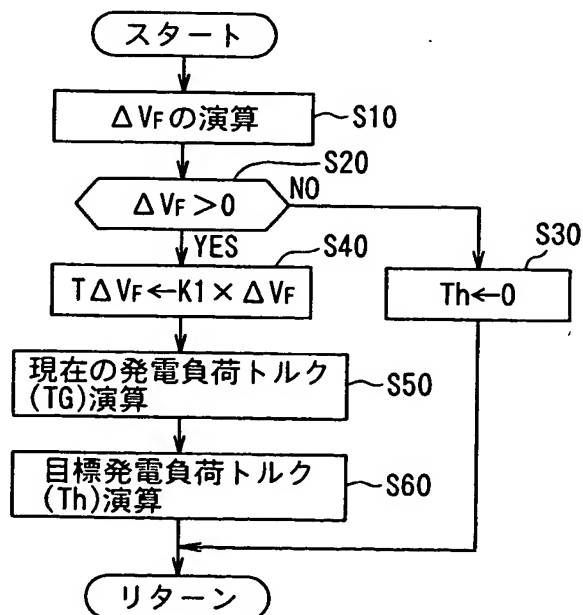 スタート
ΔVFの演算
S10
S20
ΔVF>0
NO
YES
S30
Th←0
S40
TΔVF←K1×ΔVF
現在の発電負荷トルク
(TG)演算
S50
目標発電負荷トルク
(Th)演算
S60
リターン